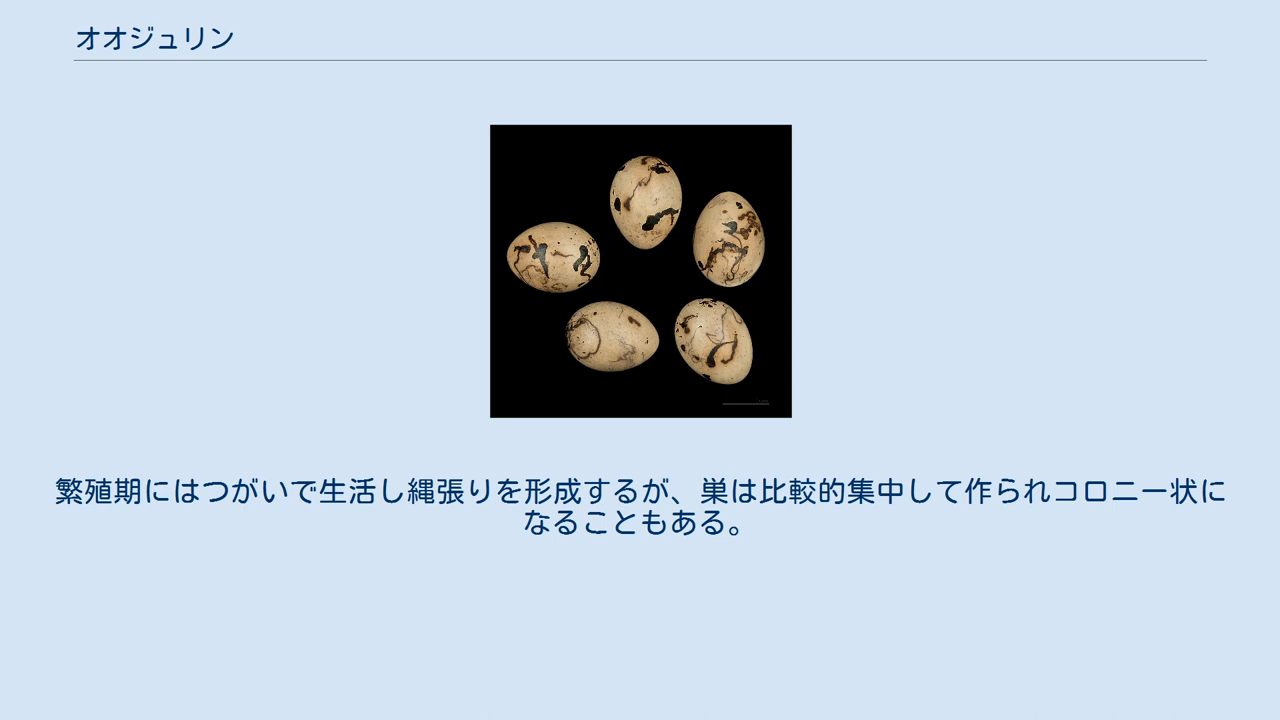 オオジュリン
繁殖期にはつがいで生活し縄張りを形成するが、巣は比較的集中して作られコロニー状に
なることもある。